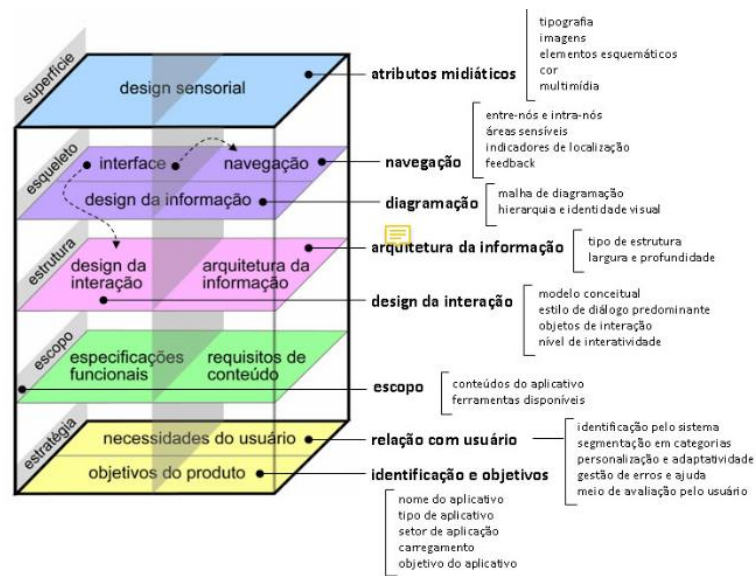 superfície
design sensorial
atributos midiáticos
tipografia
imagens
elementos esquemáticos
cor
multimídia
esqueleto
interface
navegação
design da informação
navegação
entre-nós e intra-nós
áreas sensíveis
indicadores de localização
feedback
diagramação
malha de diagramação
hierarquia e identidade visual
estrutura
design da
interação
arquitetura da
informação
arquitetura da informação
tipo de estrutura
largura e profundidade
design da interação
modelo conceitual
estilo de diálogo predominante
objetos de interação
nível de interatividade
escopo
especificações
funcionais
requisitos de
conteúdo
escopo
conteúdos do aplicativo
ferramentas disponíveis
estratégia
necessidades do usuário
objetivos do produto
relação com usuário
identificação pelo sistema
segmentação em categorias
personalização e adaptatividade
gestão de erros e ajuda
meio de avaliação pelo usuário
identificação e objetivos
nome do aplicativo
tipo de aplicativo
setor de aplicação
carregamento
objetivo do aplicativo